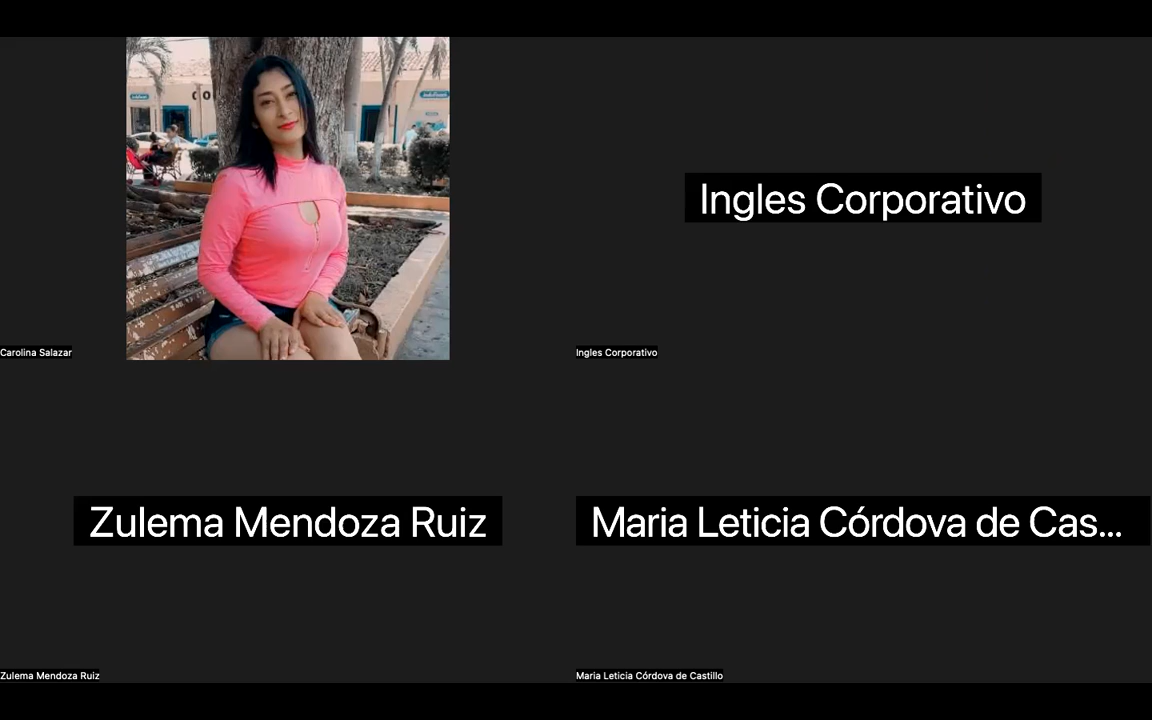 Ingles Corporativo
Carolina Salazar
Ingles Corporativo
Zulema Mendoza Ruiz
Maria Leticia Córdova de Cas...
Zulema Mendoza Ruiz
Maria Leticia Córdova de Castillo